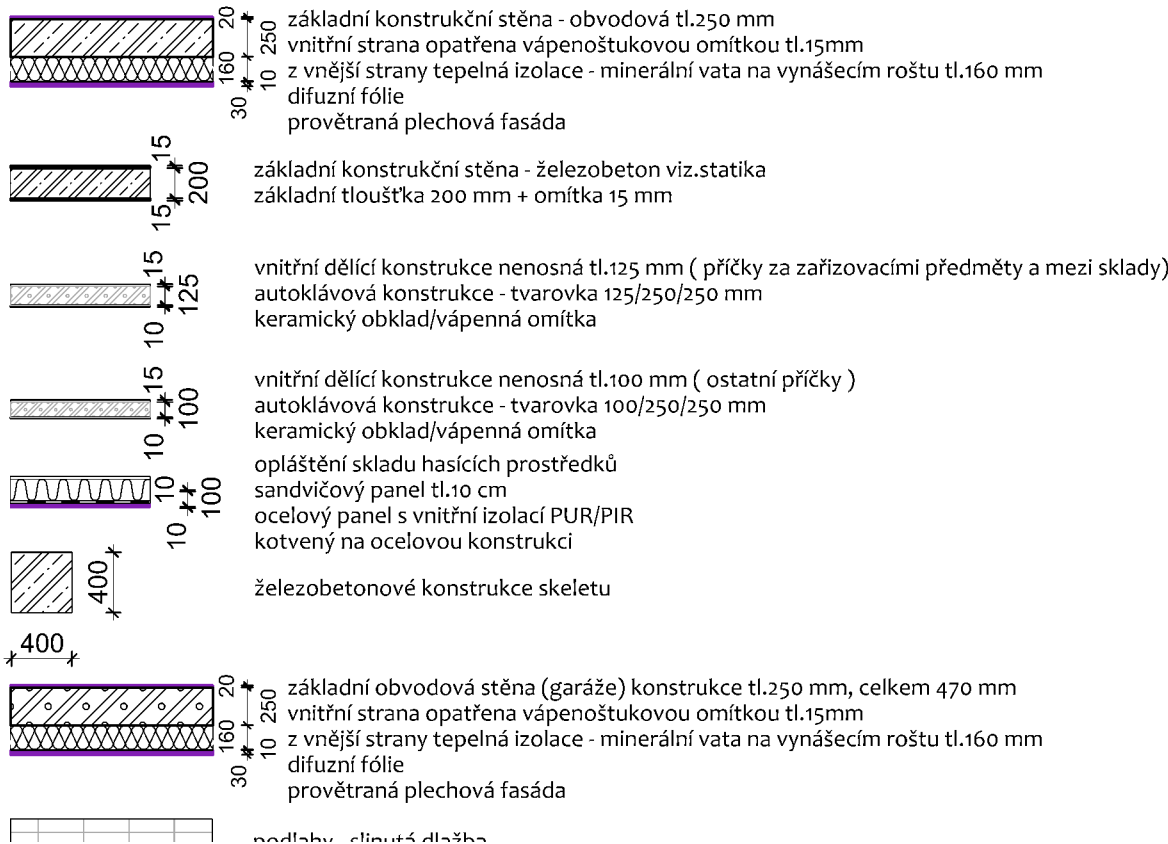 20
250
160
10
30
základní konstrukční stěna - obvodová tl.250 mm
vnitřní strana opatřena vápenoštukovou omítkou tl.15mm
z vnější strany tepelná izolace - minerální vata na vynášecím roštu tl.160 mm
difuzní fólie
provětraná plechová fasáda
15
200
15
základní konstrukční stěna - železobeton viz.statika
základní tloušťka 200 mm + omítka 15 mm
15
125
10
vnitřní dělící konstrukce nenosná tl.125 mm ( příčky za zařizovacími předměty a mezi sklady)
autoklávová konstrukce - tvarovka 125/250/250 mm
keramický obklad/vápenná omítka
15
100
10
vnitřní dělící konstrukce nenosná tl.100 mm ( ostatní příčky )
autoklávová konstrukce - tvarovka 100/250/250 mm
keramický obklad/vápenná omítka
10
100
10
opláštění skladu hasících prostředků
sandvičový panel tl.10 cm
ocelový panel s vnitřní izolací PUR/PIR
kotvený na ocelovou konstrukci
400
400
železobetonové konstrukce skeletu
20
250
160
10
30
základní obvodová stěna (garáže) konstrukce tl.250 mm, celkem 470 mm
vnitřní strana opatřena vápenoštukovou omítkou tl.15mm
z vnější strany tepelná izolace - minerální vata na vynášecím roštu tl.160 mm
difuzní fólie
provětraná plechová fasáda
podlahy - slinutá dlažba